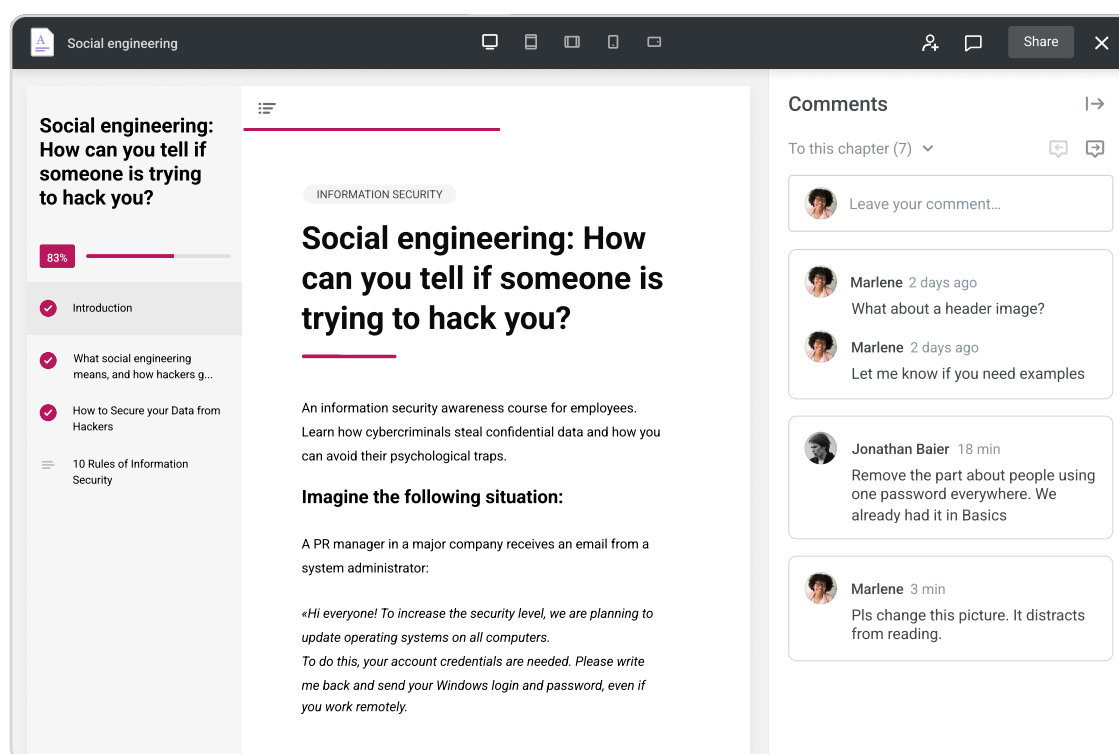 A
Social engineering
Share
Social engineering:
How can you tell if
someone is trying
to hack you?
83%
Introduction
What social engineering
means, and how hackers g...
How to Secure your Data from
Hackers
10 Rules of Information
Security
INFORMATION SECURITY
Social engineering: How
can you tell if someone is
trying to hack you?
An information security awareness course for employees.
Learn how cybercriminals steal confidential data and how you
can avoid their psychological traps.
Imagine the following situation:
A PR manager in a major company receives an email from a
system administrator:
«Hi everyone! To increase the security level, we are planning to
update operating systems on all computers.
To do this, your account credentials are needed. Please write
me back and send your Windows login and password, even if
you work remotely.
Comments
To this chapter (7)
Leave your comment...
Marlene 2 days ago
What about a header image?
Marlene 2 days ago
Let me know if you need examples
Jonathan Baier 18 min
Remove the part about people using
one password everywhere. We
already had it in Basics
Marlene 3 min
Pls change this picture. It distracts
from reading.